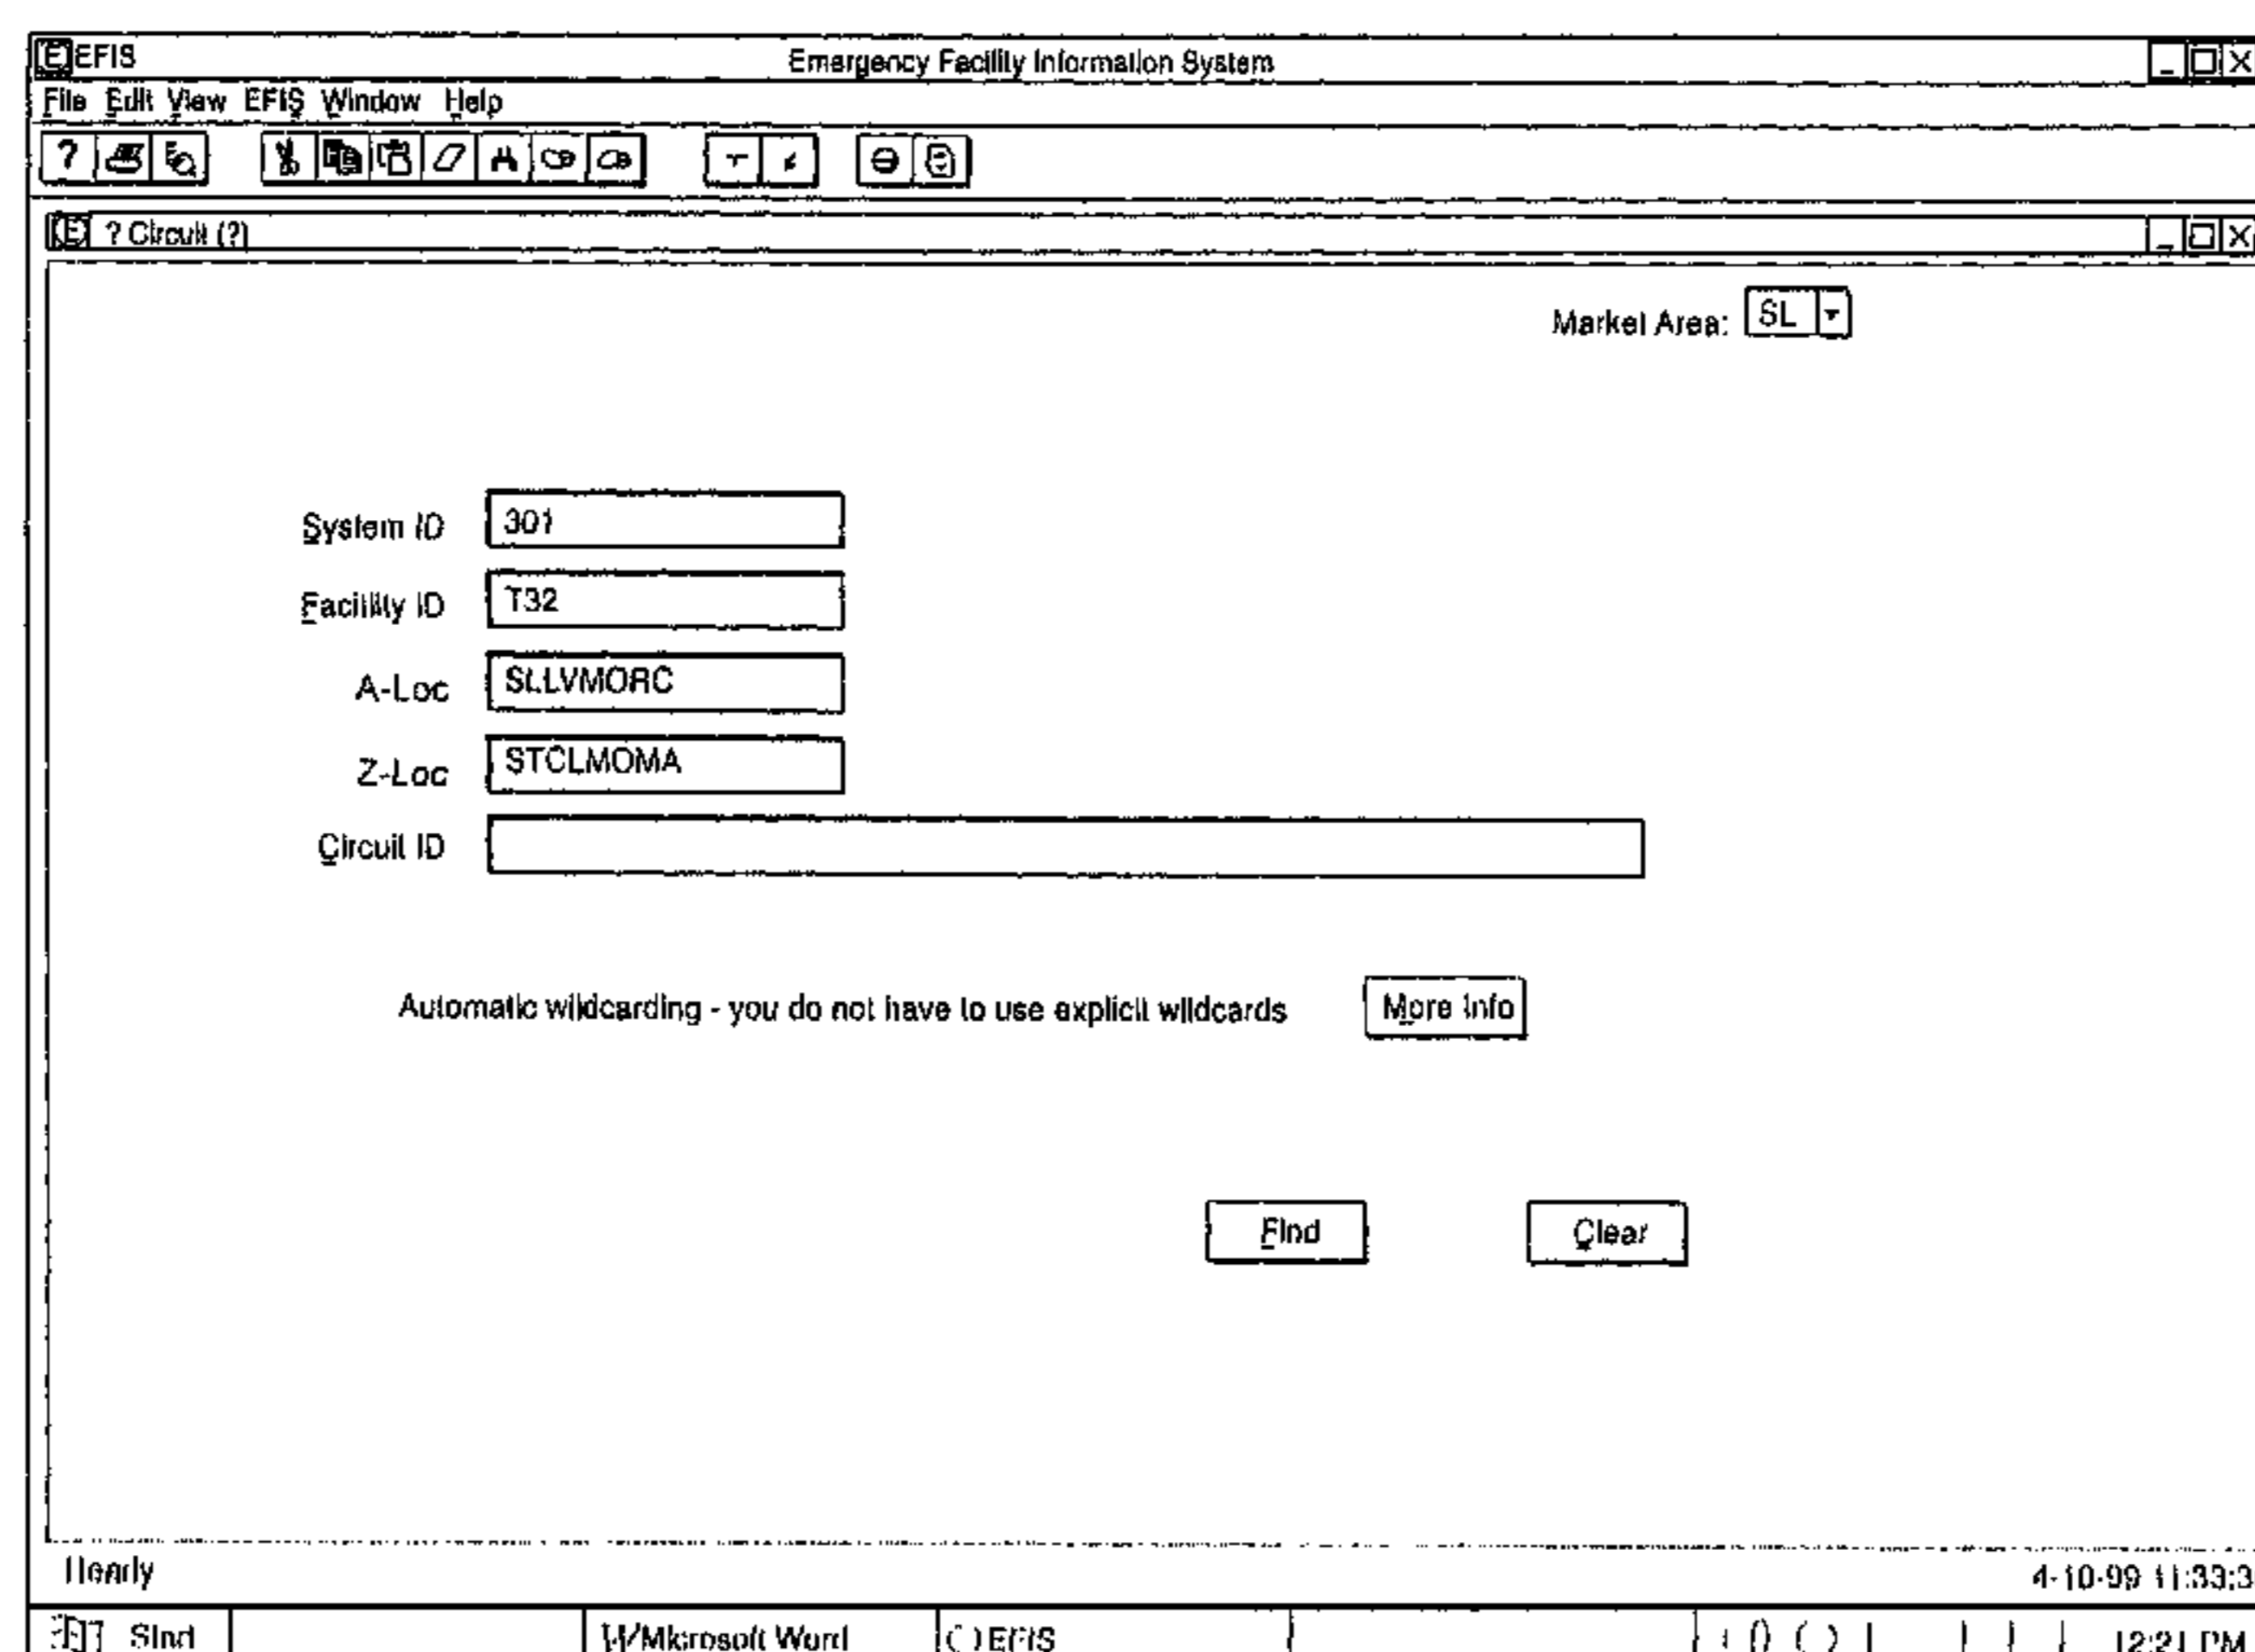 EFIS Emergency Facility Information System
File Edit View EFIS Window Help
? Circuit (?)
Market Area: SL
System ID 301
Facility ID T32
A-Loc SLLVMORC
Z-Loc STCLMOMA
Circuit ID
Automatic wildcarding - you do not have to use explicit wildcards More Info
Find Clear
Ready 4-10-99 11:33:3
Microsoft Word EFIS 12:21 PM